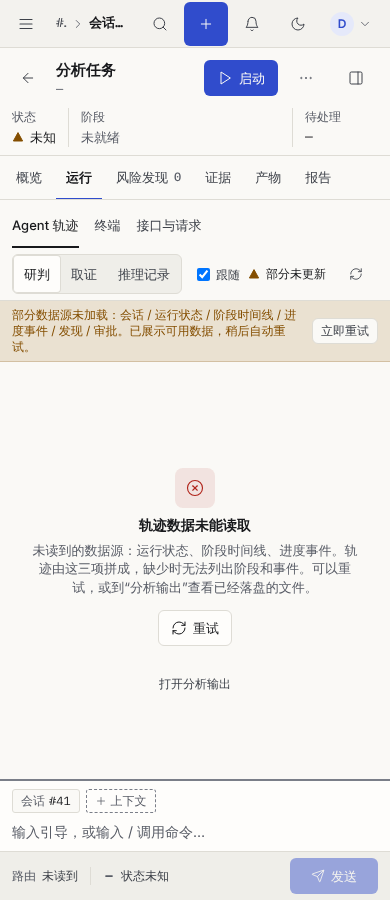 #. > 会话...
D
分析任务
—
启动
状态
阶段
待处理
未知
未就绪
—
概览 运行 风险发现 0 证据 产物 报告
Agent 轨迹 终端 接口与请求
研判 取证 推理记录 跟随 部分未更新
部分数据源未加载：会话 / 运行状态 / 阶段时间线 / 进
度事件 / 发现 / 审批。已展示可用数据，稍后自动重
试。
立即重试
轨迹数据未能读取
未读到的数据源：运行状态、阶段时间线、进度事件。轨
迹由这三项拼成，缺少时无法列出阶段和事件。可以重
试，或到“分析输出”查看已经落盘的文件。
重试
打开分析输出
会话 #41 + 上下文
输入引导，或输入 / 调用命令...
路由 未读到 — 状态未知
发送